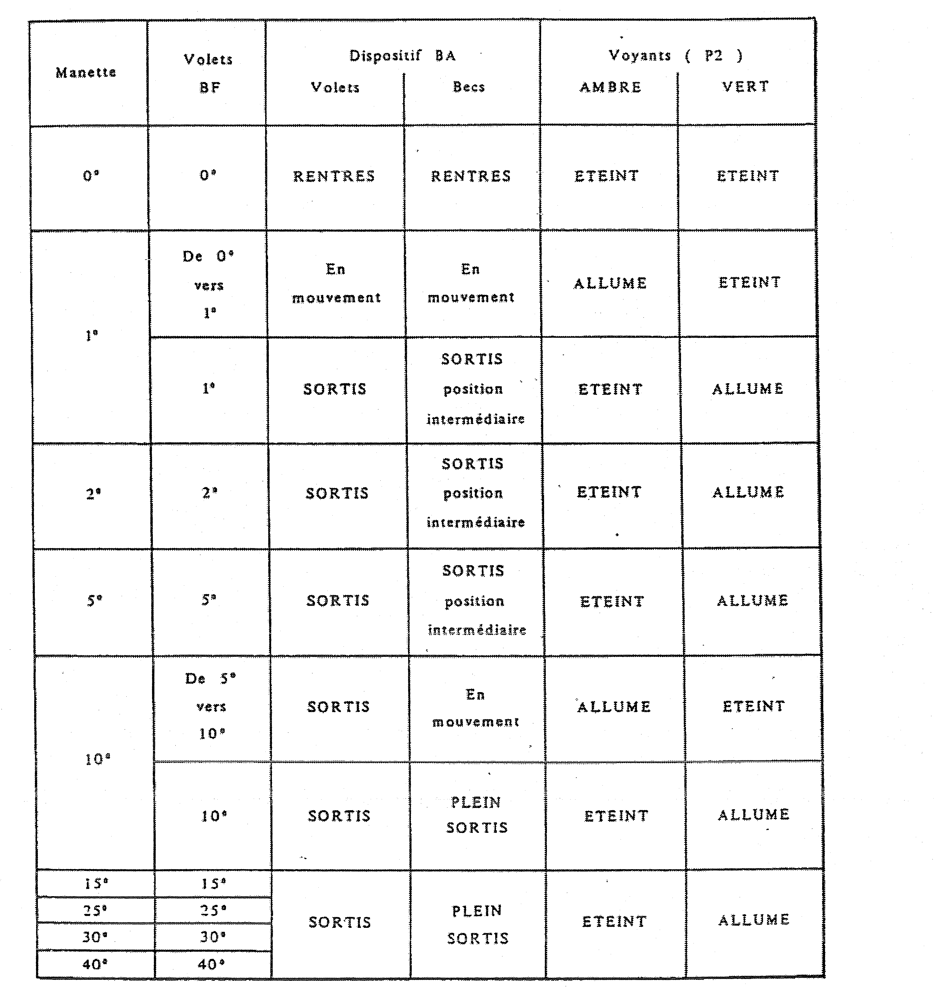 Manette
Volets
BF
Dispositif BA
Volets
Becs
Voyants ( P2 )
AMBRE
VERT
0°
0°
RENTRES
RENTRES
ETEINT
ETEINT
1°
De 0°
vers
1°
En
mouvement
En
mouvement
ALLUME
ETEINT
1°
SORTIS
SORTIS
position
intermédiaire
ETEINT
ALLUME
2°
2°
SORTIS
SORTIS
position
intermédiaire
ETEINT
ALLUME
5°
5°
SORTIS
SORTIS
position
intermédiaire
ETEINT
ALLUME
10°
De 5°
vers
10°
SORTIS
En
mouvement
ALLUME
ETEINT
10°
SORTIS
PLEIN
SORTIS
ETEINT
ALLUME
15°
15°
25°
25°
30°
30°
40°
40°
SORTIS
PLEIN
SORTIS
ETEINT
ALLUME